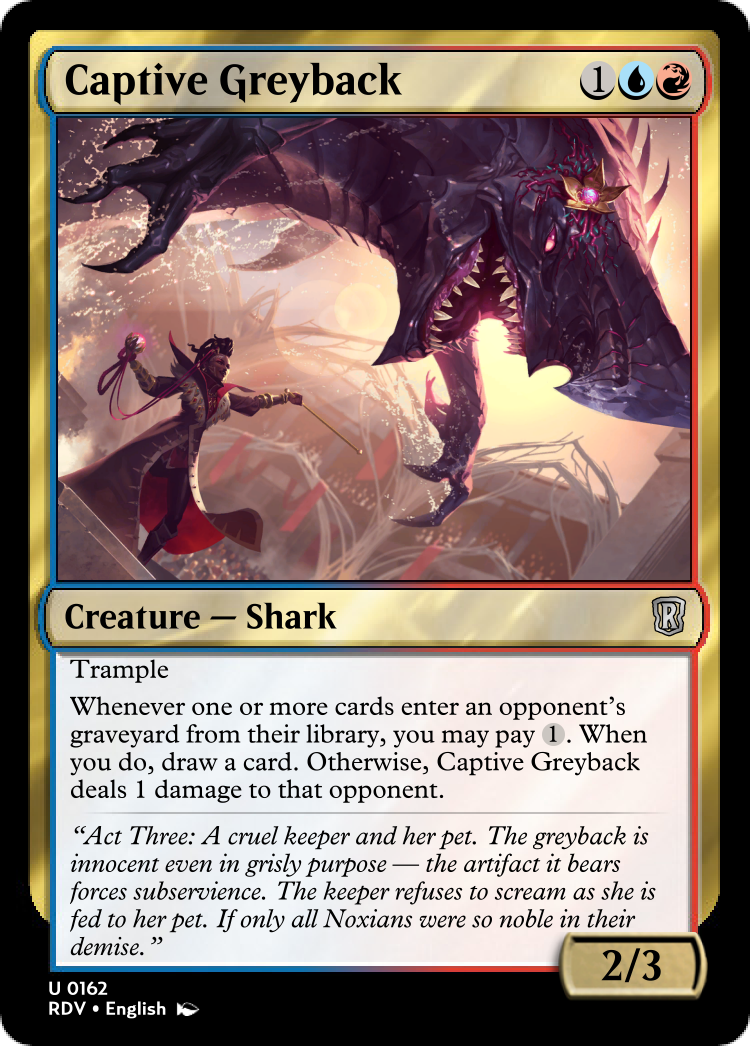 Captive Greyback 1
Creature — Shark R
Trample
Whenever one or more cards enter an opponent's
graveyard from their library, you may pay 1. When
you do, draw a card. Otherwise, Captive Greyback
deals 1 damage to that opponent.
“Act Three: A cruel keeper and her pet. The greyback is
innocent even in grisly purpose — the artifact it bears
forces subservience. The keeper refuses to scream as she is
fed to her pet. If only all Noxians were so noble in their
demise.”
2/3
U 0162
RDV • English